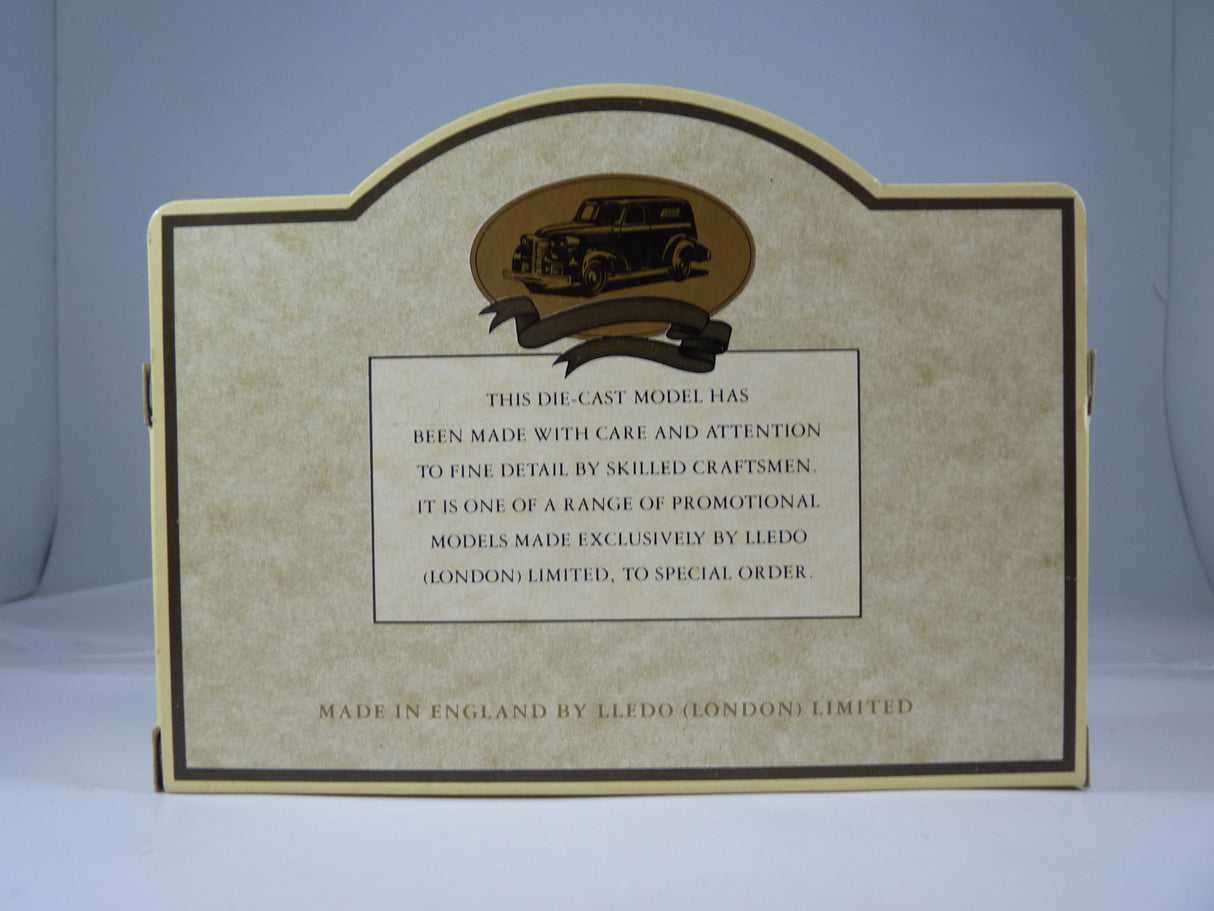 THIS DIE-CAST MODEL HAS
BEEN MADE WITH CARE AND ATTENTION
TO FINE DETAIL BY SKILLED CRAFTSMEN.
IT IS ONE OF A RANGE OF PROMOTIONAL
MODELS MADE EXCLUSIVELY BY LLEDO
(LONDON) LIMITED, TO SPECIAL ORDER.
MADE IN ENGLAND BY LLEDO (LONDON) LIMITED